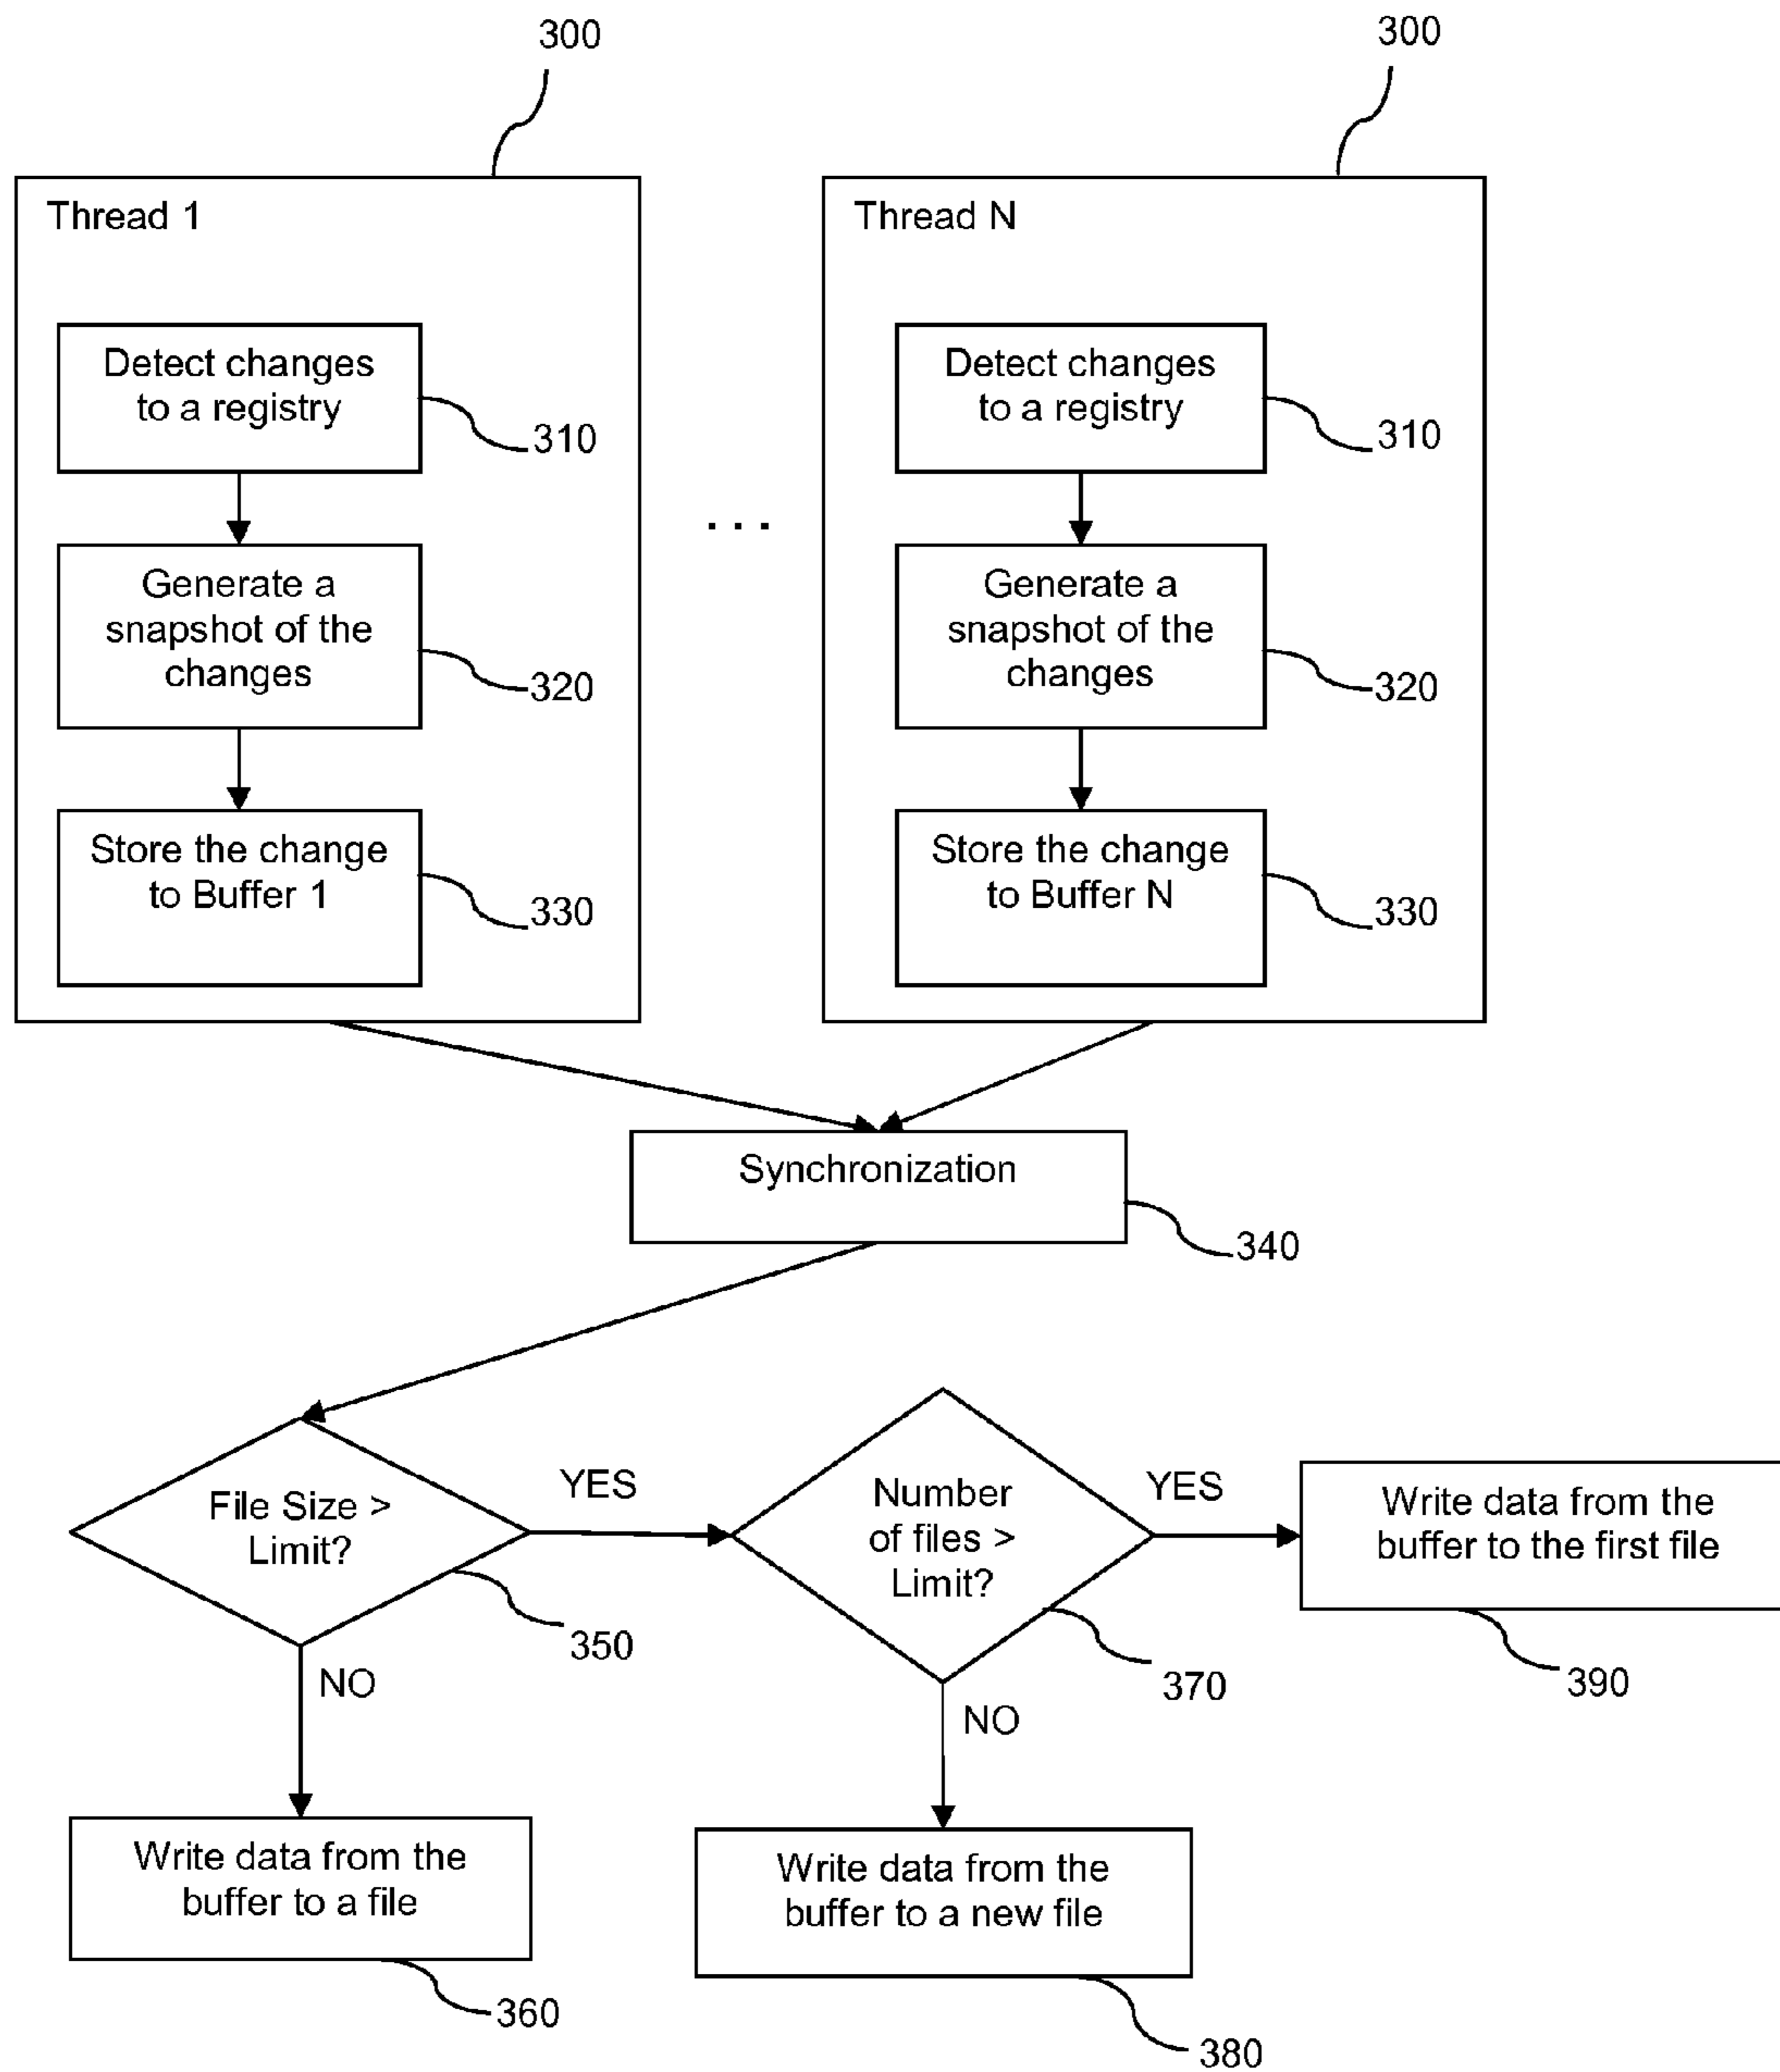 300
300
Thread 1
Thread N
Detect changes
to a registry
310
Detect changes
to a registry
310
...
Generate a
snapshot of the
changes
320
Generate a
snapshot of the
changes
320
Store the change
to Buffer 1
330
Store the change
to Buffer N
330
Synchronization
340
File Size >
Limit?
350
YES
NO
Number
of files >
Limit?
370
YES
NO
Write data from the
buffer to the first file
390
Write data from the
buffer to a file
360
Write data from the
buffer to a new file
380